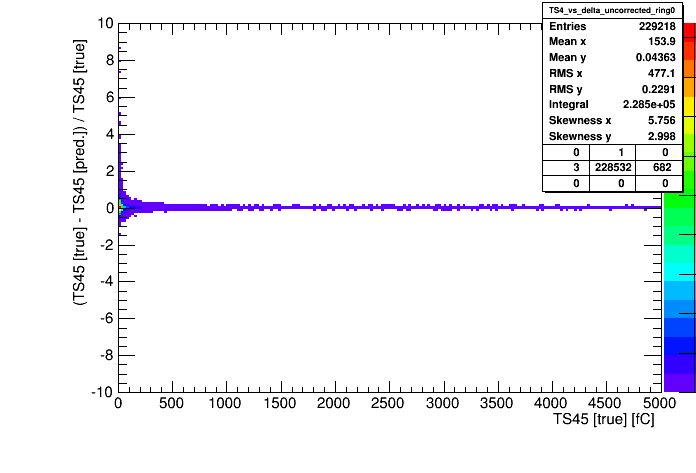 TS4_vs_delta_uncorrected_ring0
Entries 229218
Mean x 153.9
Mean y 0.04363
RMS x 477.1
RMS y 0.2291
Integral 2.285e+05
Skewness x 5.756
Skewness y 2.998
0 1 0
3 228532 682
0 0 0
(TS45 [true] - TS45 [pred.]) / TS45 [true]
10
8
6
4
2
0
-2
-4
-6
-8
-10
0 500 1000 1500 2000 2500 3000 3500 4000 4500 5000
TS45 [true] [fC]